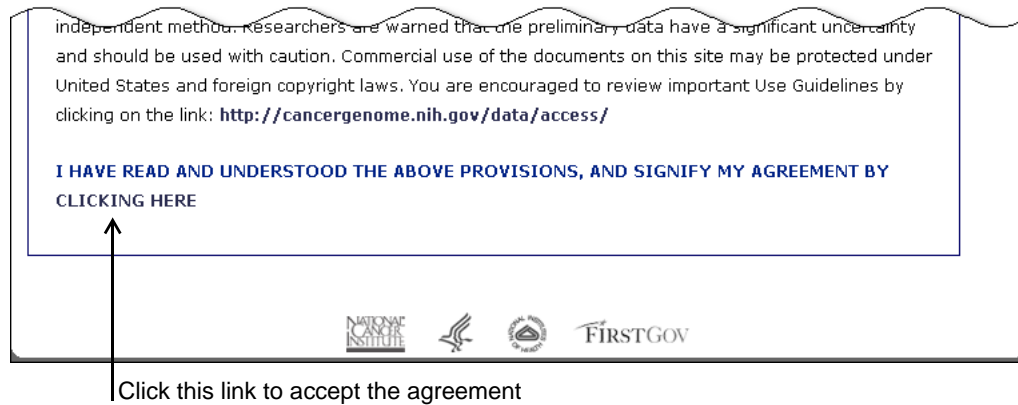 independent method. Researchers are warned that the preliminary data have a significant uncertainty
and should be used with caution. Commercial use of the documents on this site may be protected under
United States and foreign copyright laws. You are encouraged to review important Use Guidelines by
clicking on the link: http://cancergenome.nih.gov/data/access/
I HAVE READ AND UNDERSTOOD THE ABOVE PROVISIONS, AND SIGNIFY MY AGREEMENT BY
CLICKING HERE
NATIONAL
CANCER
INSTITUTE
NATIONAL INSTITUTES
OF HEALTH
FIRSTGOV
Click this link to accept the agreement